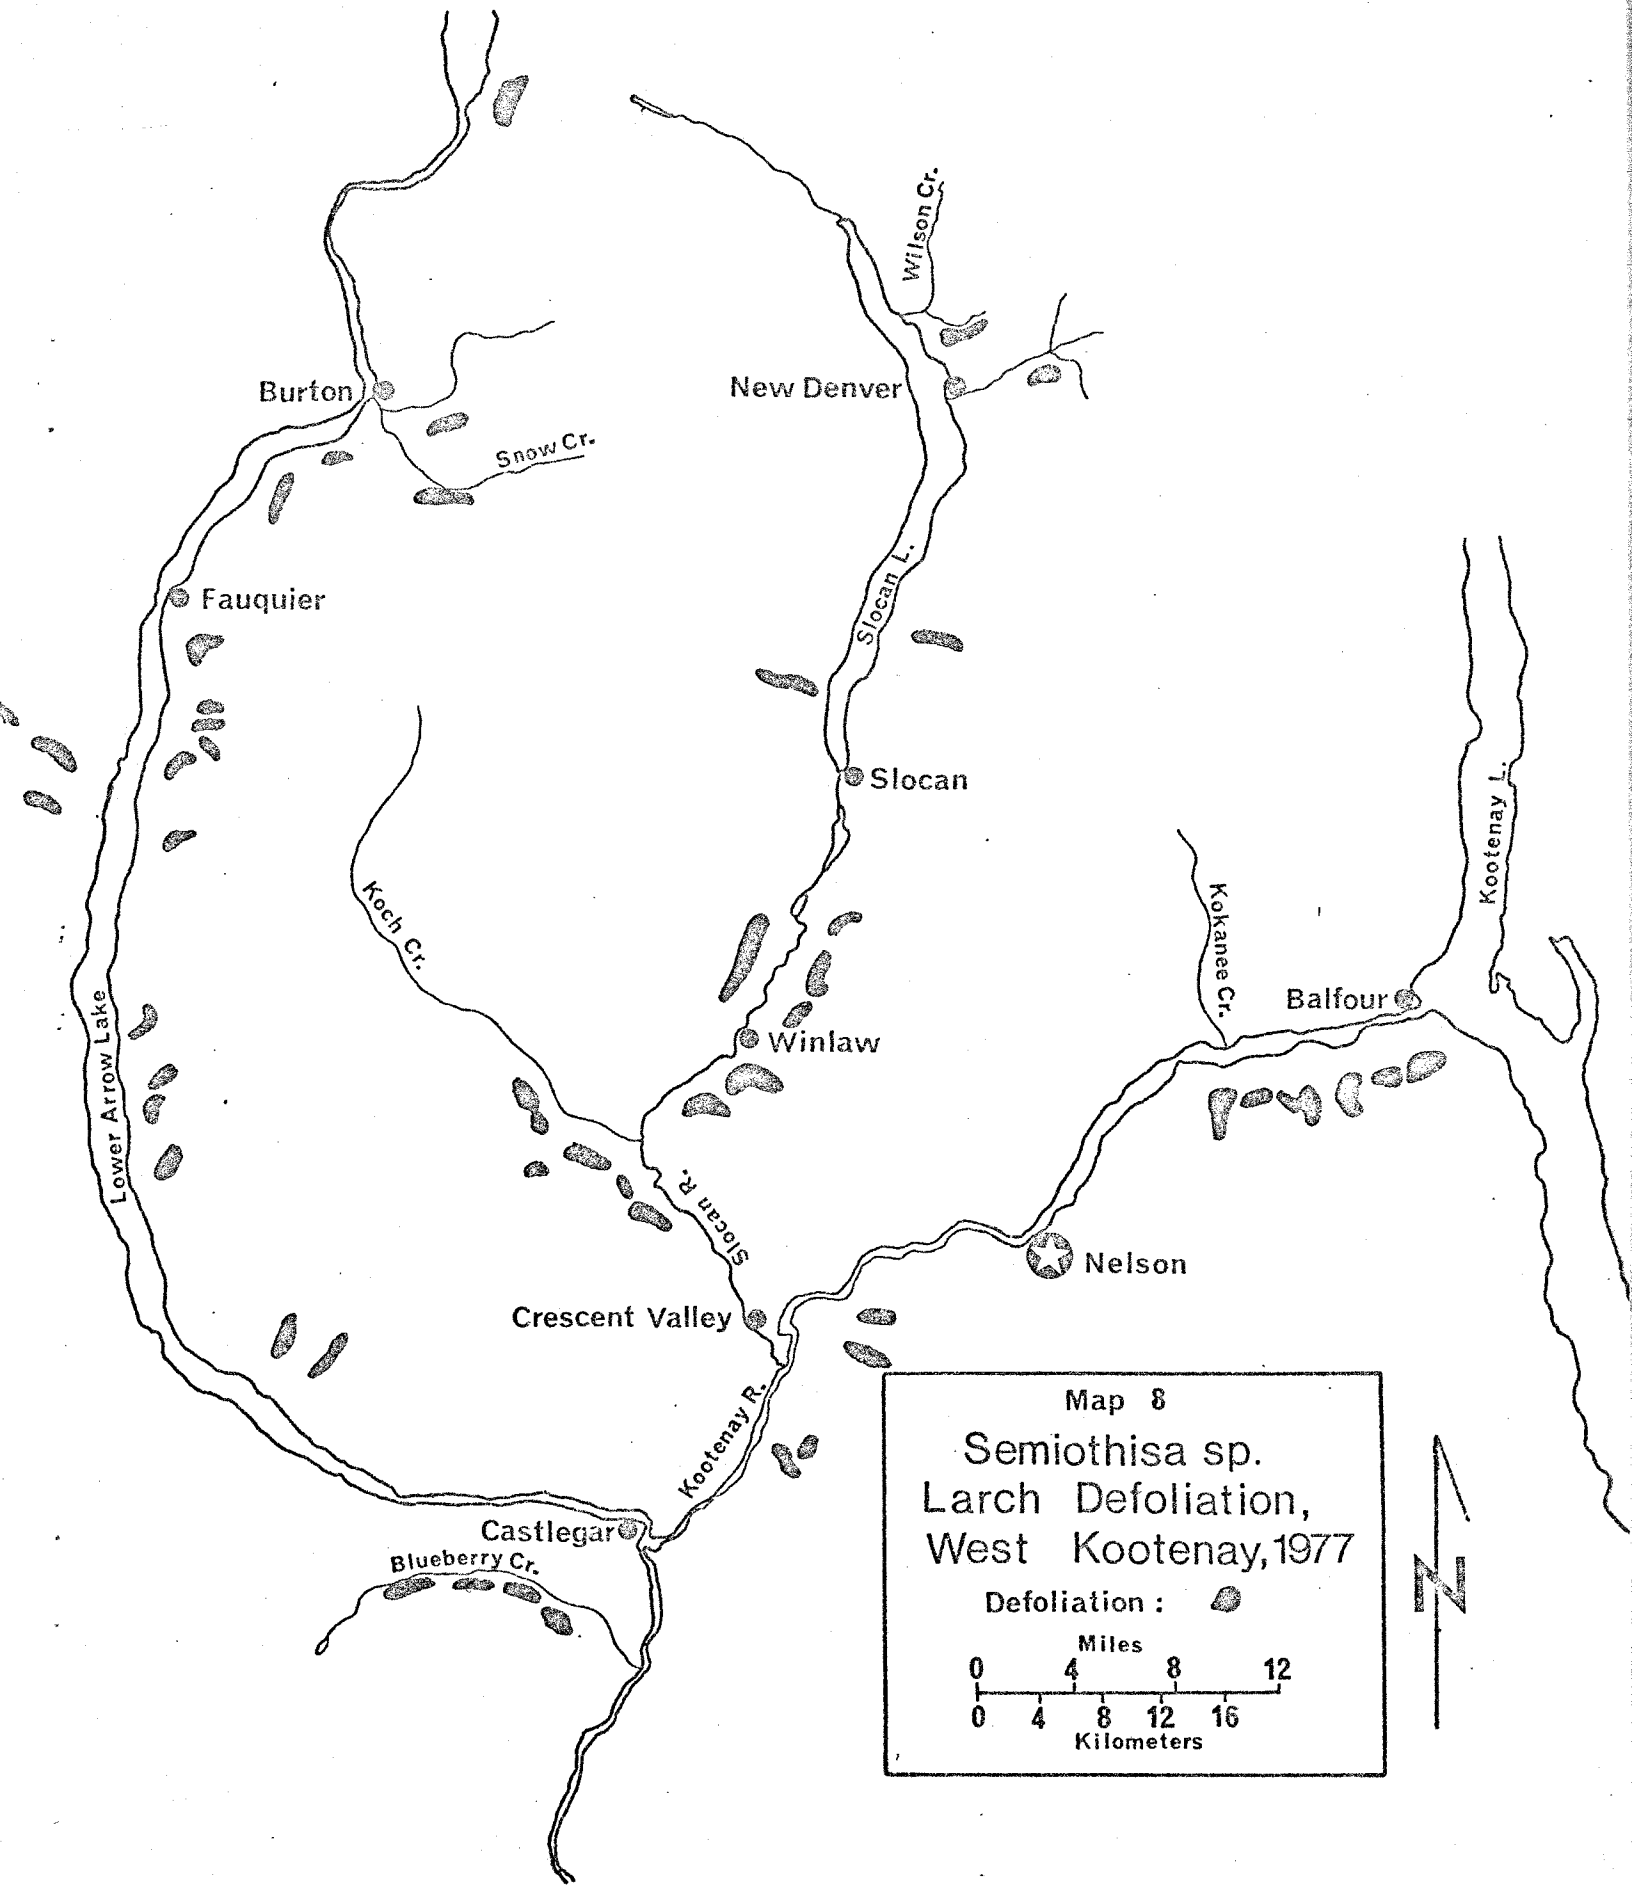 Wilson Cr.
Burton
New Denver
Snow Cr.
Slocan L.
Fauquier
Slocan
Kootenay L.
Koch Cr.
Kokanee Cr.
Balfour
Winlaw
Lower Arrow Lake
Slocan R.
Nelson
Crescent Valley
Kootenay R.
Castlegar
Blueberry Cr.
Map 8
Semiothisa sp.
Larch Defoliation,
West Kootenay, 1977
Defoliation :
Miles
0 4 8 12
0 4 8 12 16
Kilometers
N